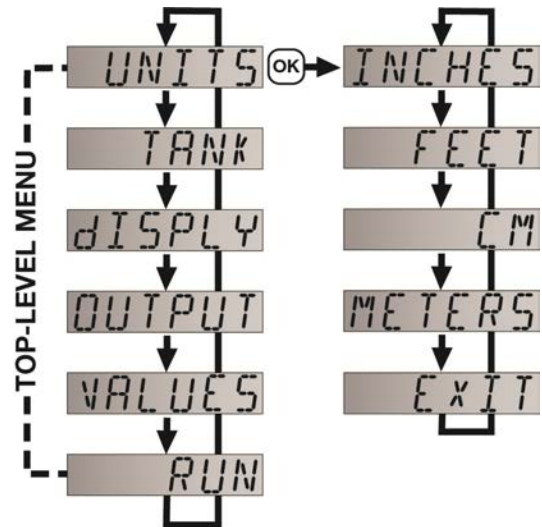 TOP-LEVEL MENU
UNITS
TANK
dISPLY
OUTPUT
VALUES
RUN
OK
INCHES
FEET
CM
METERS
ExIT